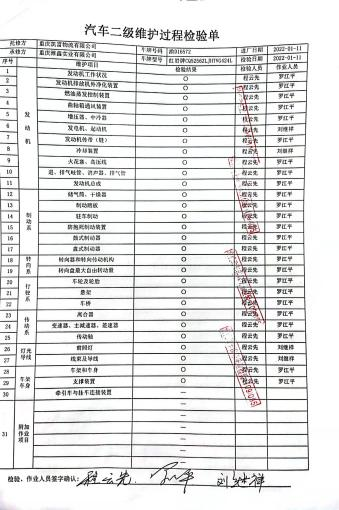 汽车二级维护过程检验单
托修方 重庆凯富物流有限公司 车牌号码 渝D16572 进厂日期 2022-01-11
承修方 重庆雅鑫实业有限公司 车牌型号 检验日期 2022-01-11
序号 维护项目 检验结果 检验人员 作业人员
1 发动机工作状况 ○ 程云先 罗江平
2 发动机排放机外净化装置 ○ 程云先 罗江平
3 燃油蒸发控制装置 ○ 程云先 罗江平
4 曲轴箱通风装置 ○ 程云先 罗江平
5 增压器、中冷器 ○ 程云先 罗江平
6 发电机、起动机 ○ 程云先 刘继祥
7 发动机传带（链） ○ 程云先 罗江平
8 冷却装置 ○ 程云先 刘继祥
9 火花塞、高压线 ○ 程云先 罗江平
10 进、排气歧管、消声器、排气管 ○ 程云先 罗江平
11 发动机总成 ○ 程云先 罗江平
发动机
12 储气筒、干燥器 ○ 程云先 罗江平
13 制动踏板 ○ 程云先 罗江平
14 驻车制动 ○ 程云先 罗江平
15 防抱死制动装置 ○ 程云先 罗江平
16 鼓式制动器 ○ 程云先 罗江平
17 盘式制动器 ○ 程云先 罗江平
制动系
18 转向器和转向传动机构 ○ 程云先 罗江平
19 转向盘最大自由转动量 ○ 程云先 罗江平
转向系
20 车轮及轮胎 ○ 程云先 罗江平
21 悬架 ○ 程云先 罗江平
22 车桥 ○ 程云先 罗江平
行驶系
23 离合器 ○ 程云先 罗江平
24 变速器、主减速器、差速器 ○ 程云先 罗江平
25 传动轴 ○ 程云先 罗江平
传动系
26 前照灯 ○ 程云先 刘继祥
27 线束及导线 ○ 程云先 刘继祥
灯光导线
28 车架和车身 ○ 程云先 罗江平
29 支撑装置 ○ 程云先 罗江平
30 牵引车与挂车连接装置 —
车架车身
31 附加作业项目 —
检验、作业人员签字确认： 程云先 罗江平 刘继祥